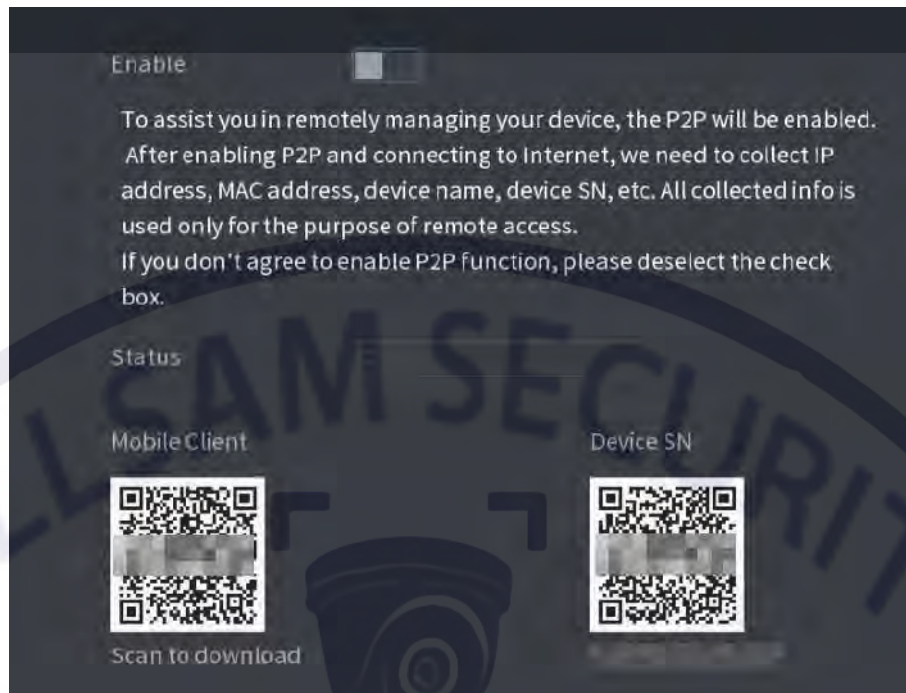 Enable
To assist you in remotely managing your device, the P2P will be enabled.
After enabling P2P and connecting to Internet, we need to collect IP
address, MAC address, device name, device SN, etc. All collected info is
used only for the purpose of remote access.
If you don't agree to enable P2P function, please deselect the check
box.
Status
Mobile Client
Device SN
Scan to download
LLSAM SECURIT